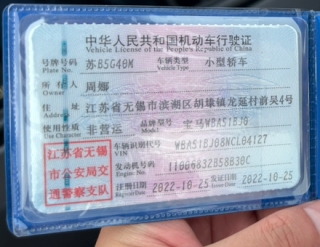 中华人民共和国机动车行驶证
Vehicle License of the People's Republic of China
号牌号码 苏B5G40K 车辆类型 小型轿车
Plate No. Vehicle Type
所有人 周娜
住址 江苏省无锡市滨湖区胡埭镇龙延村前吴4号
Address
使用性质 非营运 品牌型号 宝马WBAS1BJ0
Use Character Model
江苏省无锡市公安局交通警察支队
车辆识别代号 WBAS1BJ08NCL04127
VIN
发动机号码 110B6832B58B30C
Engine No.
注册日期 2022-10-25 发证日期 2022-10-25
Register Date Issue Date